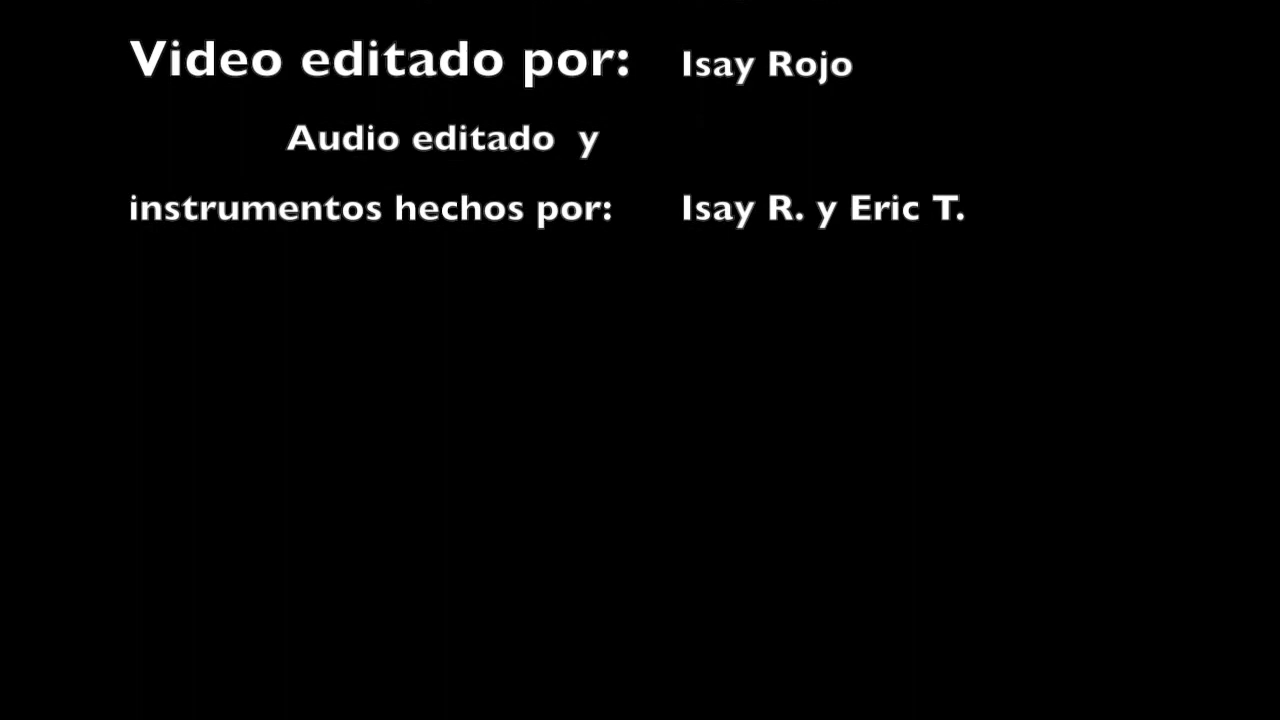 Video editado por: Isay Rojo
Audio editado y
instrumentos hechos por: Isay R. y Eric T.